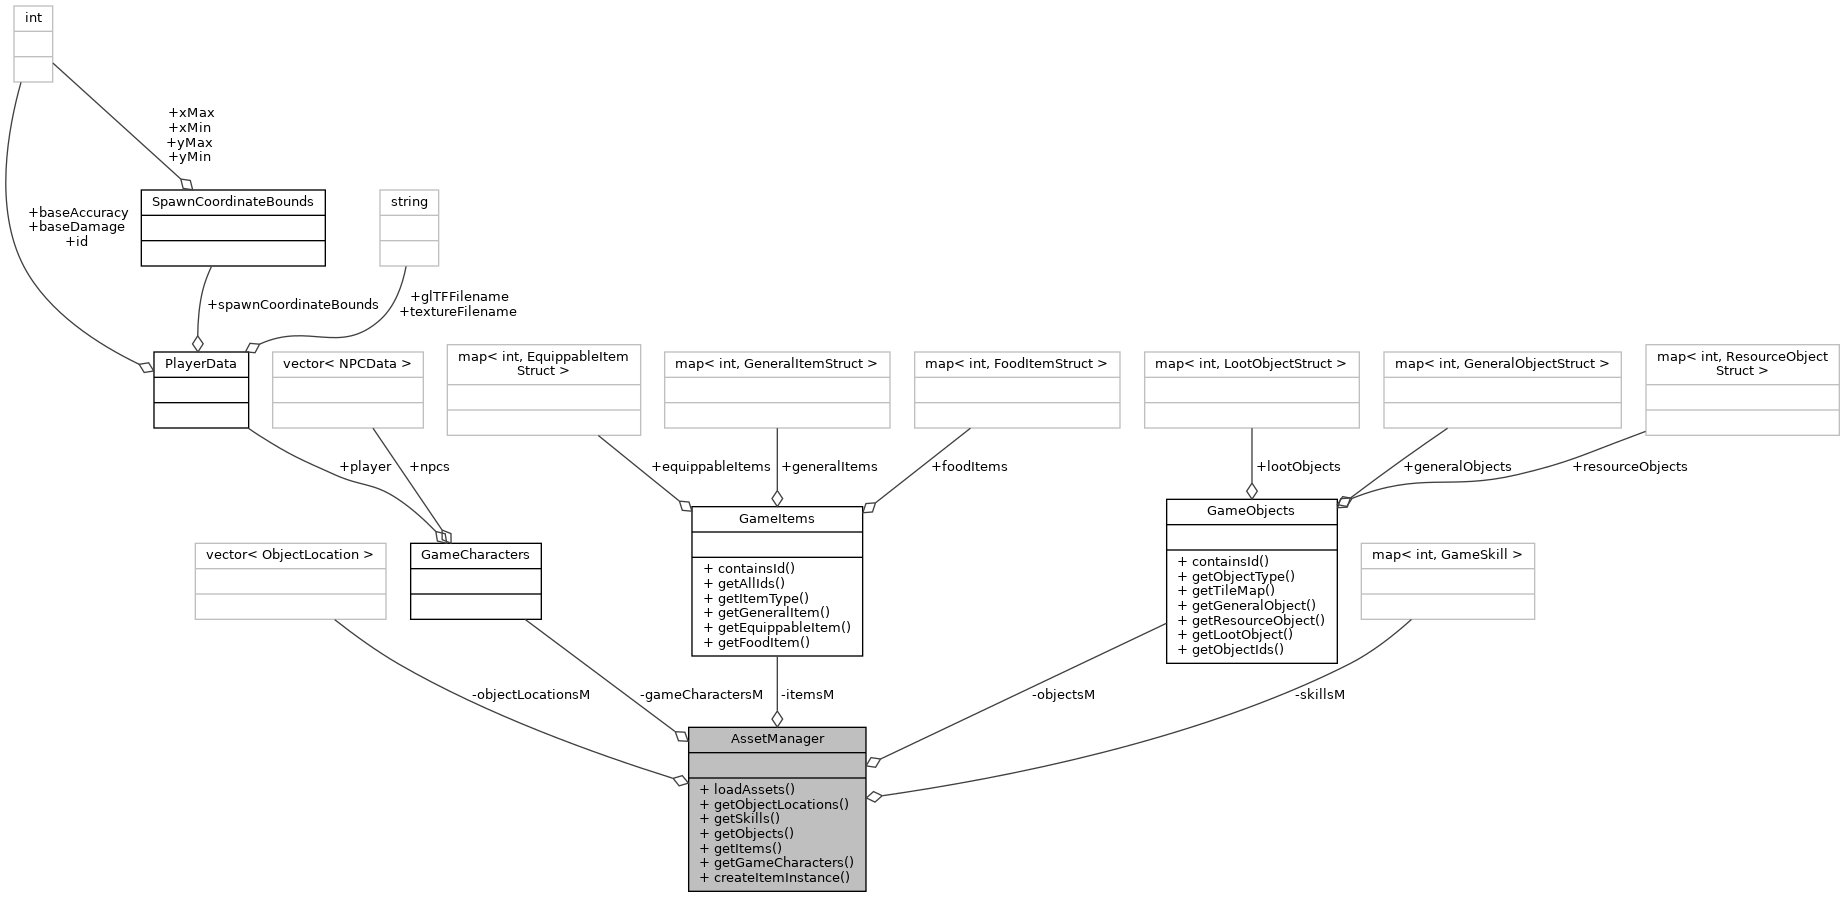 int
+xMax
+xMin
+yMax
+yMin
SpawnCoordinateBounds
string
+baseAccuracy
+baseDamage
+id
+spawnCoordinateBounds
+glTFFilename
+textureFilename
PlayerData
vector< NPCData >
map< int, EquippableItem
Struct >
map< int, GeneralItemStruct >
map< int, FoodItemStruct >
map< int, LootObjectStruct >
map< int, GeneralObjectStruct >
map< int, ResourceObject
Struct >
+player
+npcs
+equippableItems
+generalItems
+foodItems
+lootObjects
+generalObjects
+resourceObjects
vector< ObjectLocation >
GameCharacters
GameItems
+ containsId()
+ getAllIds()
+ getItemType()
+ getGeneralItem()
+ getEquippableItem()
+ getFoodItem()
GameObjects
+ containsId()
+ getObjectType()
+ getTileMap()
+ getGeneralObject()
+ getResourceObject()
+ getLootObject()
+ getObjectIds()
map< int, GameSkill >
-objectLocationsM
-gameCharactersM
-itemsM
-objectsM
-skillsM
AssetManager
+ loadAssets()
+ getObjectLocations()
+ getSkills()
+ getObjects()
+ getItems()
+ getGameCharacters()
+ createItemInstance()